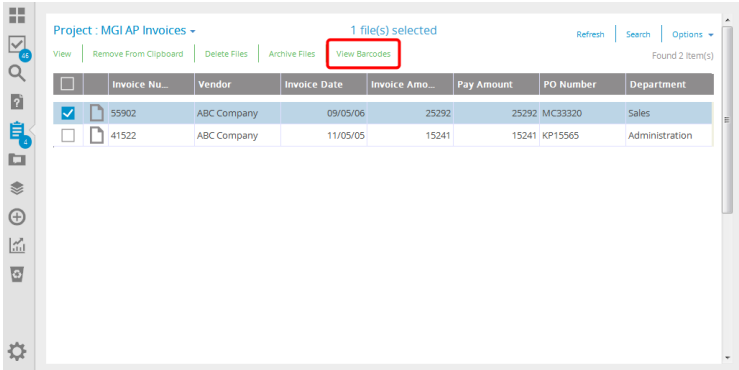 Project : MGI AP Invoices
1 file(s) selected
Refresh
Search
Options
View
Remove From Clipboard
Delete Files
Archive Files
View Barcodes
Found 2 Item(s)
Invoice Nu... Vendor Invoice Date Invoice Amo... Pay Amount PO Number Department
55902 ABC Company 09/05/06 25292 25292 MC33320 Sales
41522 ABC Company 11/05/05 15241 15241 KP15565 Administration
4